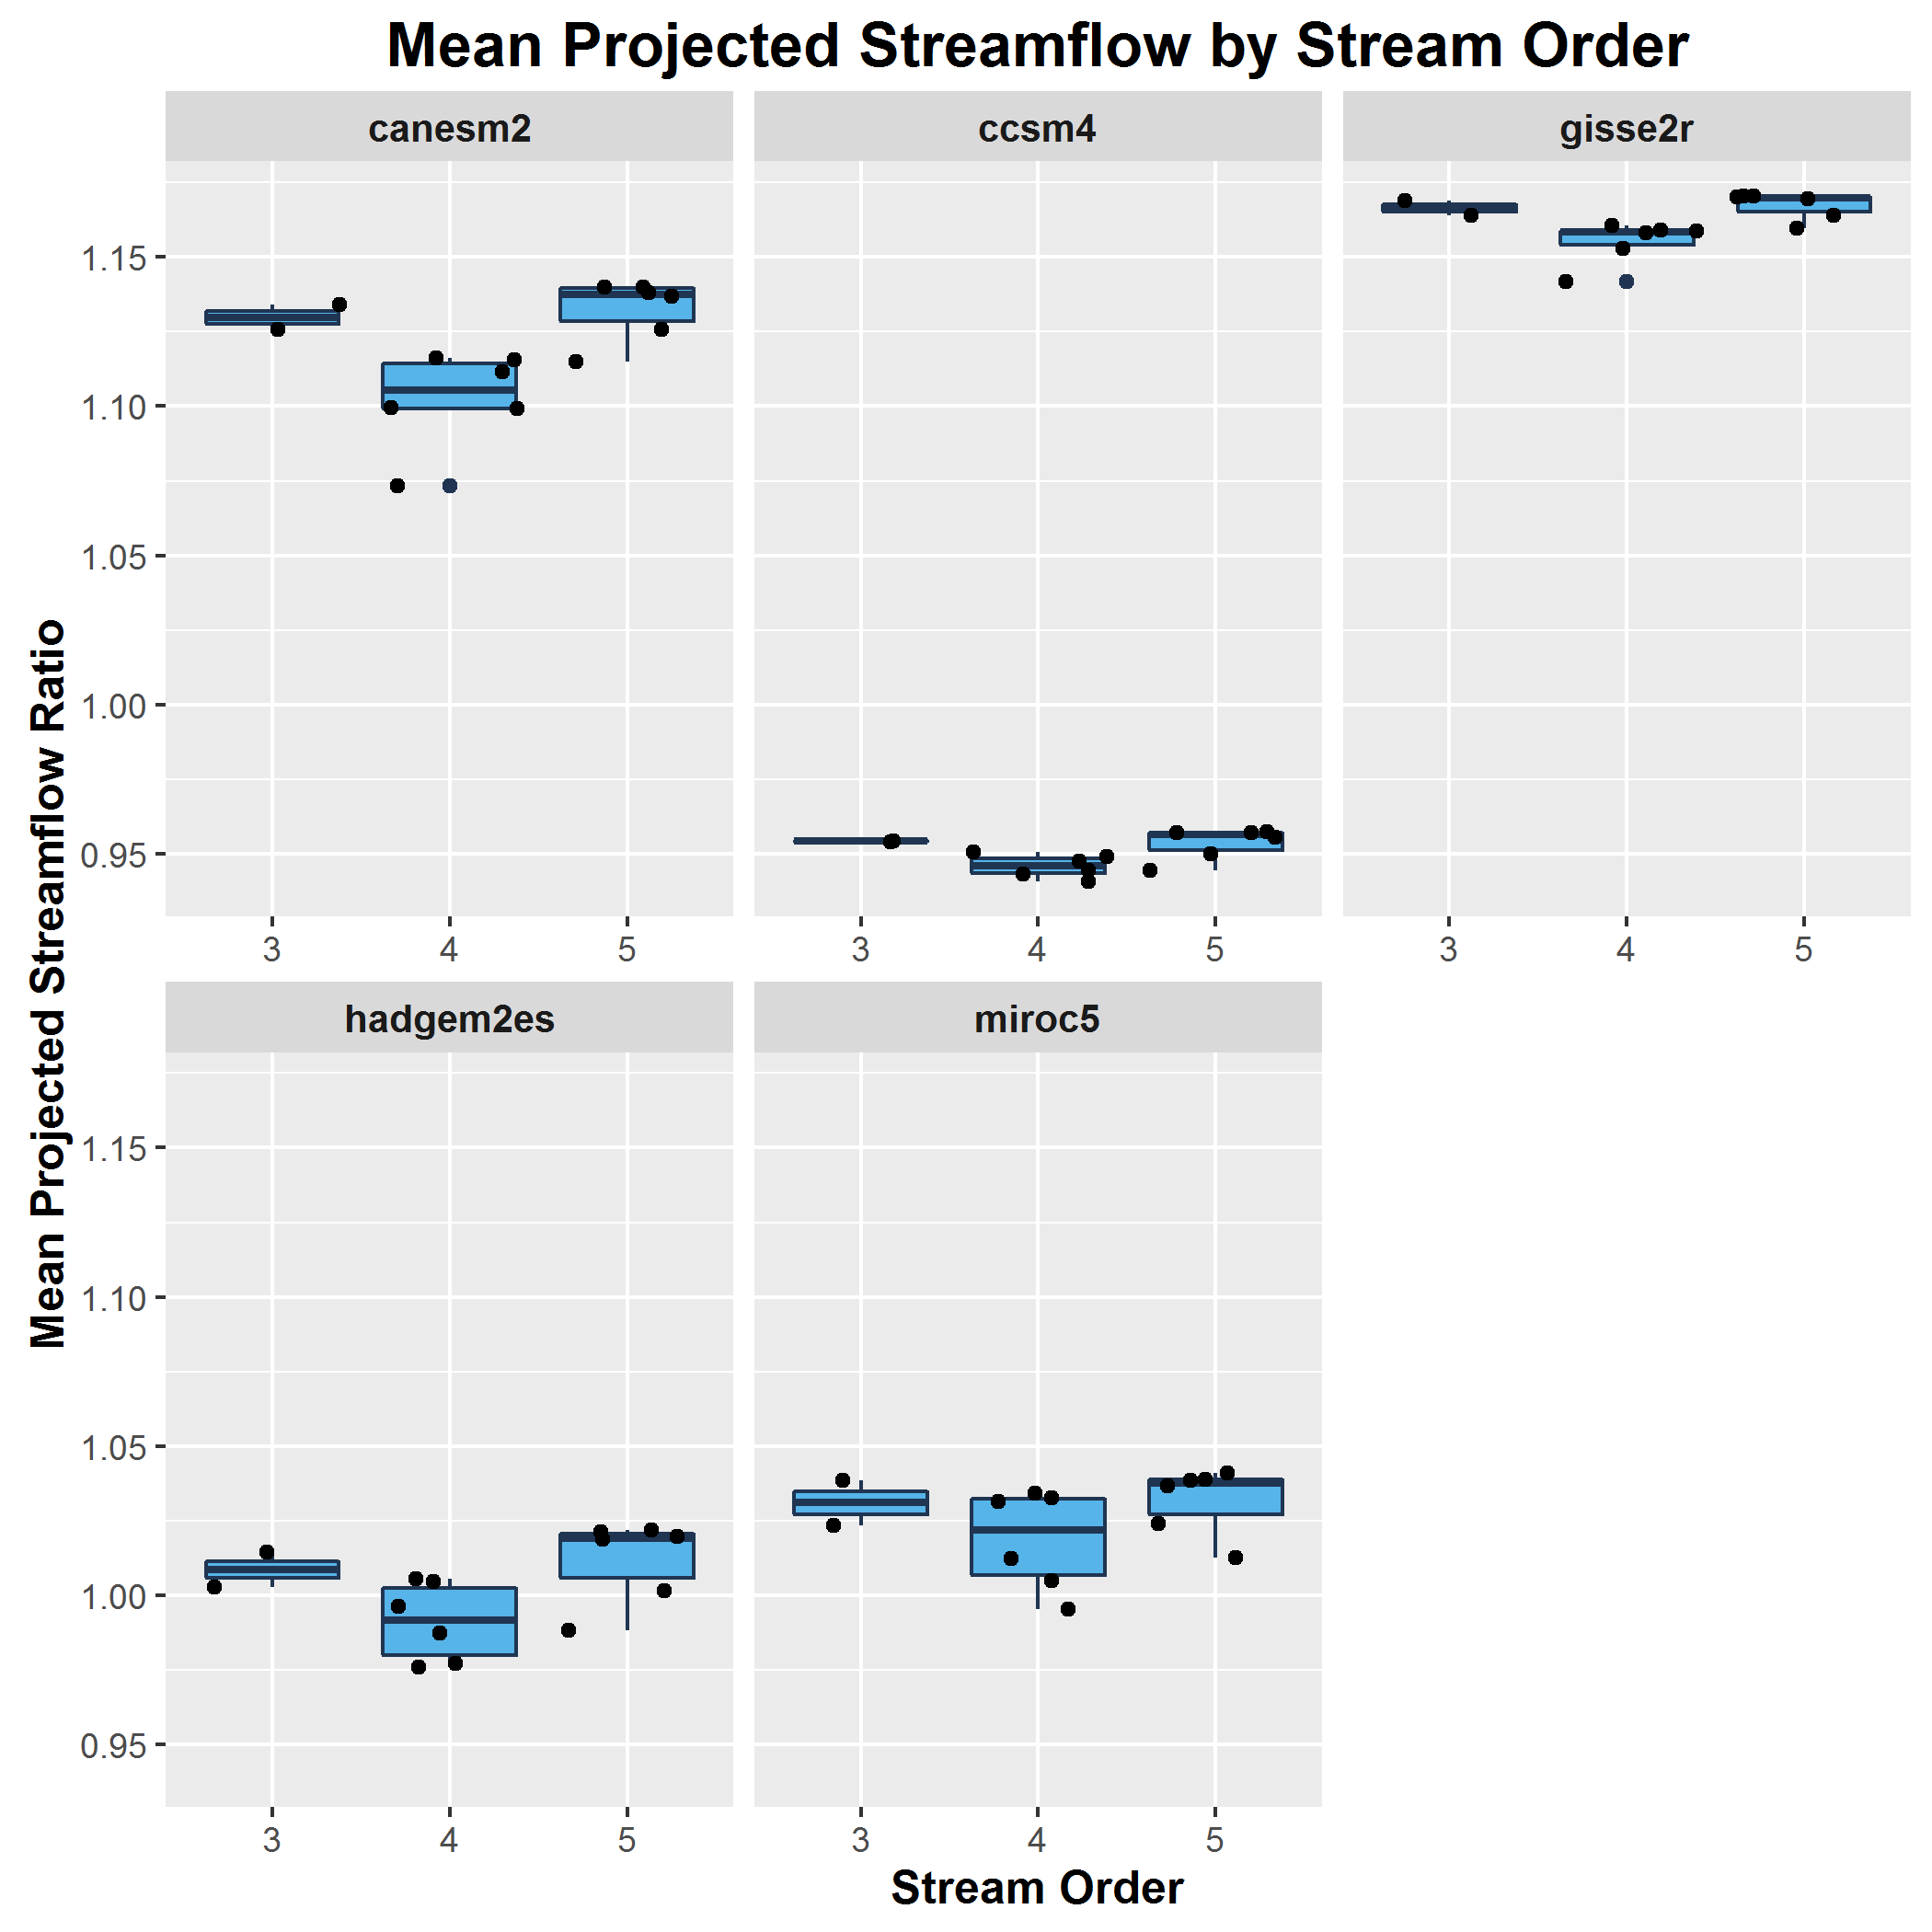 Mean Projected Streamflow by Stream Order
canesm2 ccsm4 gisse2r
1.15
1.10
1.05
1.00
0.95
3 4 5 3 4 5 3 4 5
Mean Projected Streamflow Ratio
hadgem2es miroc5
1.15
1.10
1.05
1.00
0.95
3 4 5 3 4 5
Stream Order